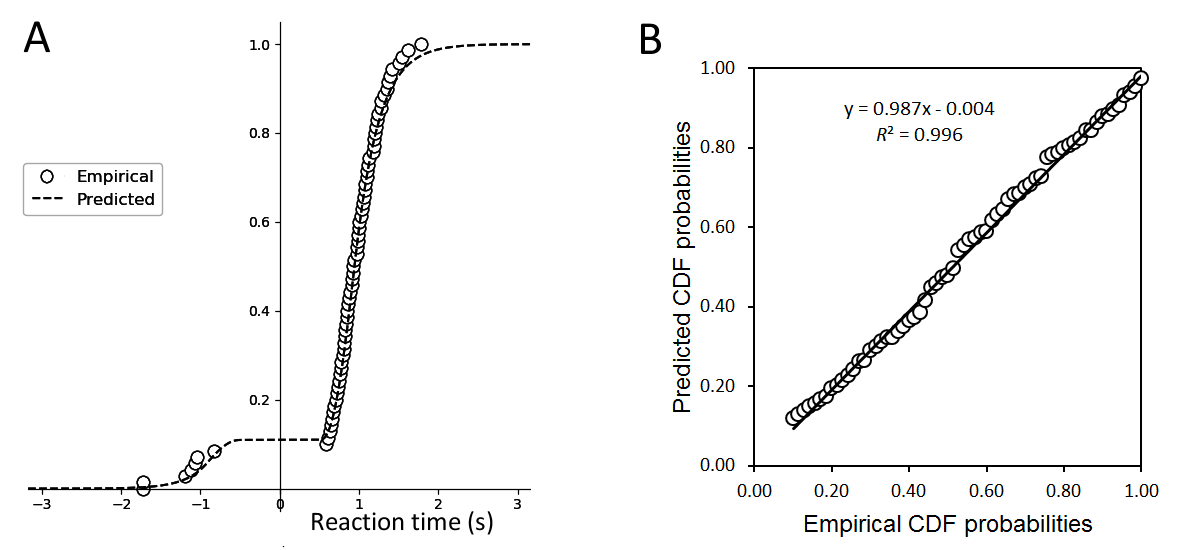 A
1.0
0.8
0.6
0.4
0.2
Empirical
Predicted
−3 −2 −1 0 1 2 3
Reaction time (s)
B
y = 0.987x - 0.004
R² = 0.996
Predicted CDF probabilities
1.00
0.80
0.60
0.40
0.20
0.00
0.00 0.20 0.40 0.60 0.80 1.00
Empirical CDF probabilities